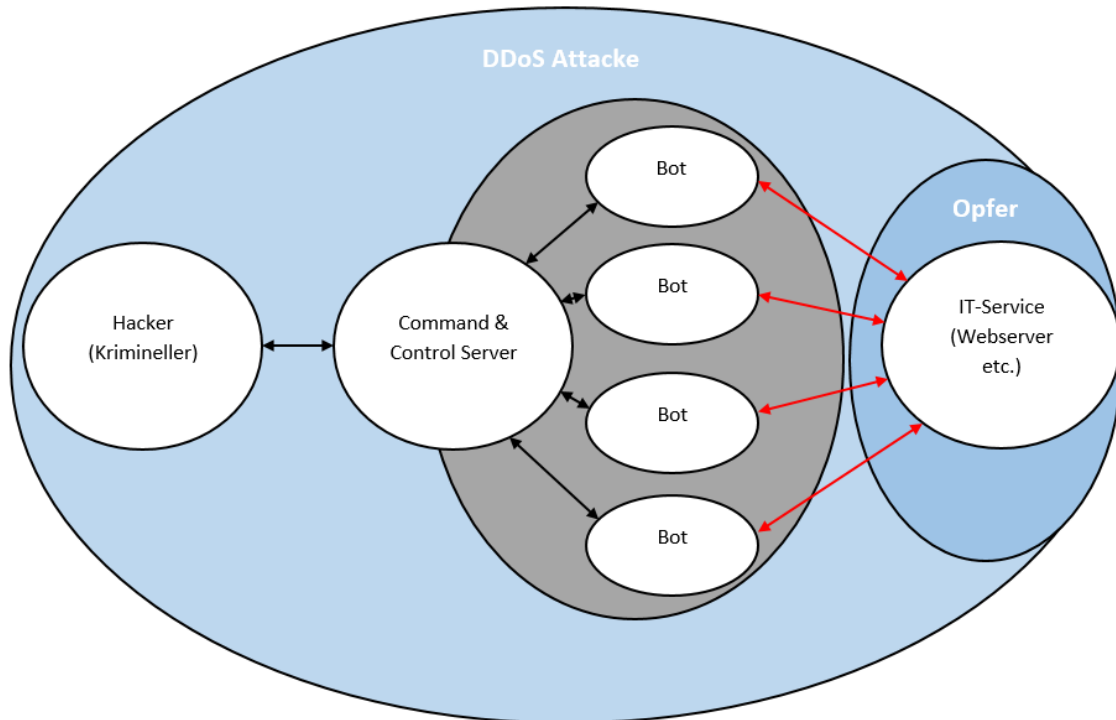 DDoS Attacke
Bot
Opfer
Bot
Hacker
(Krimineller)
Command &
Control Server
IT-Service
(Webserver
etc.)
Bot
Bot